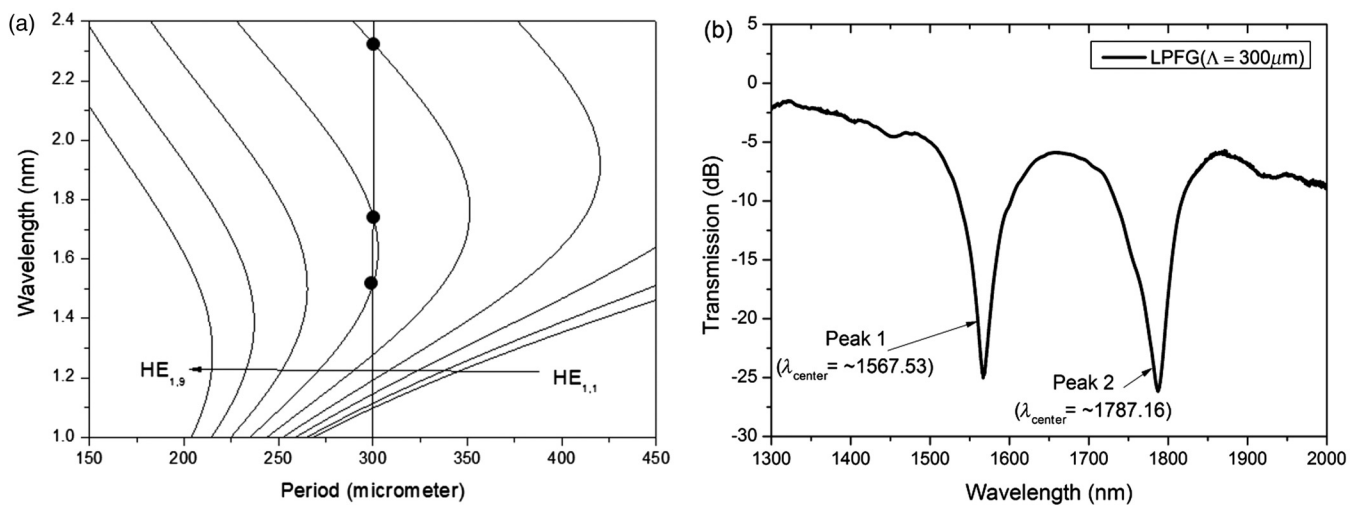 (a)
2.4
2.2
2.0
1.8
1.6
1.4
1.2
1.0
Wavelength (nm)
HE1,9
HE1,1
150 200 250 300 350 400 450
Period (micrometer)
(b)
5
0
-5
-10
-15
-20
-25
-30
Transmission (dB)
LPFG(Λ = 300μm)
Peak 1
(λcenter= ~1567.53)
Peak 2
(λcenter= ~1787.16)
1300 1400 1500 1600 1700 1800 1900 2000
Wavelength (nm)